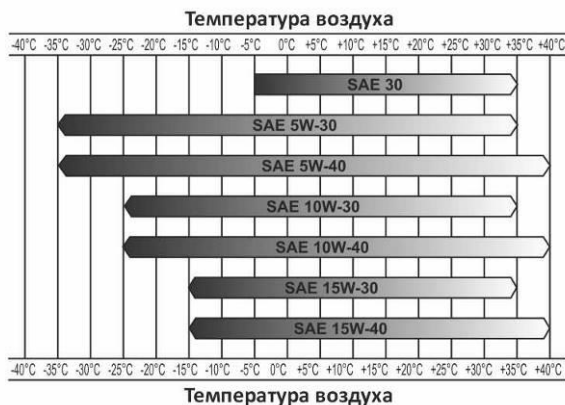 Температура воздуха
-40°C -35°C -30°C -25°C -20°C -15°C -10°C -5°C 0°C +5°C +10°C +15°C +20°C +25°C +30°C +35°C +40°C
SAE 30
SAE 5W-30
SAE 5W-40
SAE 10W-30
SAE 10W-40
SAE 15W-30
SAE 15W-40
-40°C -35°C -30°C -25°C -20°C -15°C -10°C -5°C 0°C +5°C +10°C +15°C +20°C +25°C +30°C +35°C +40°C
Температура воздуха